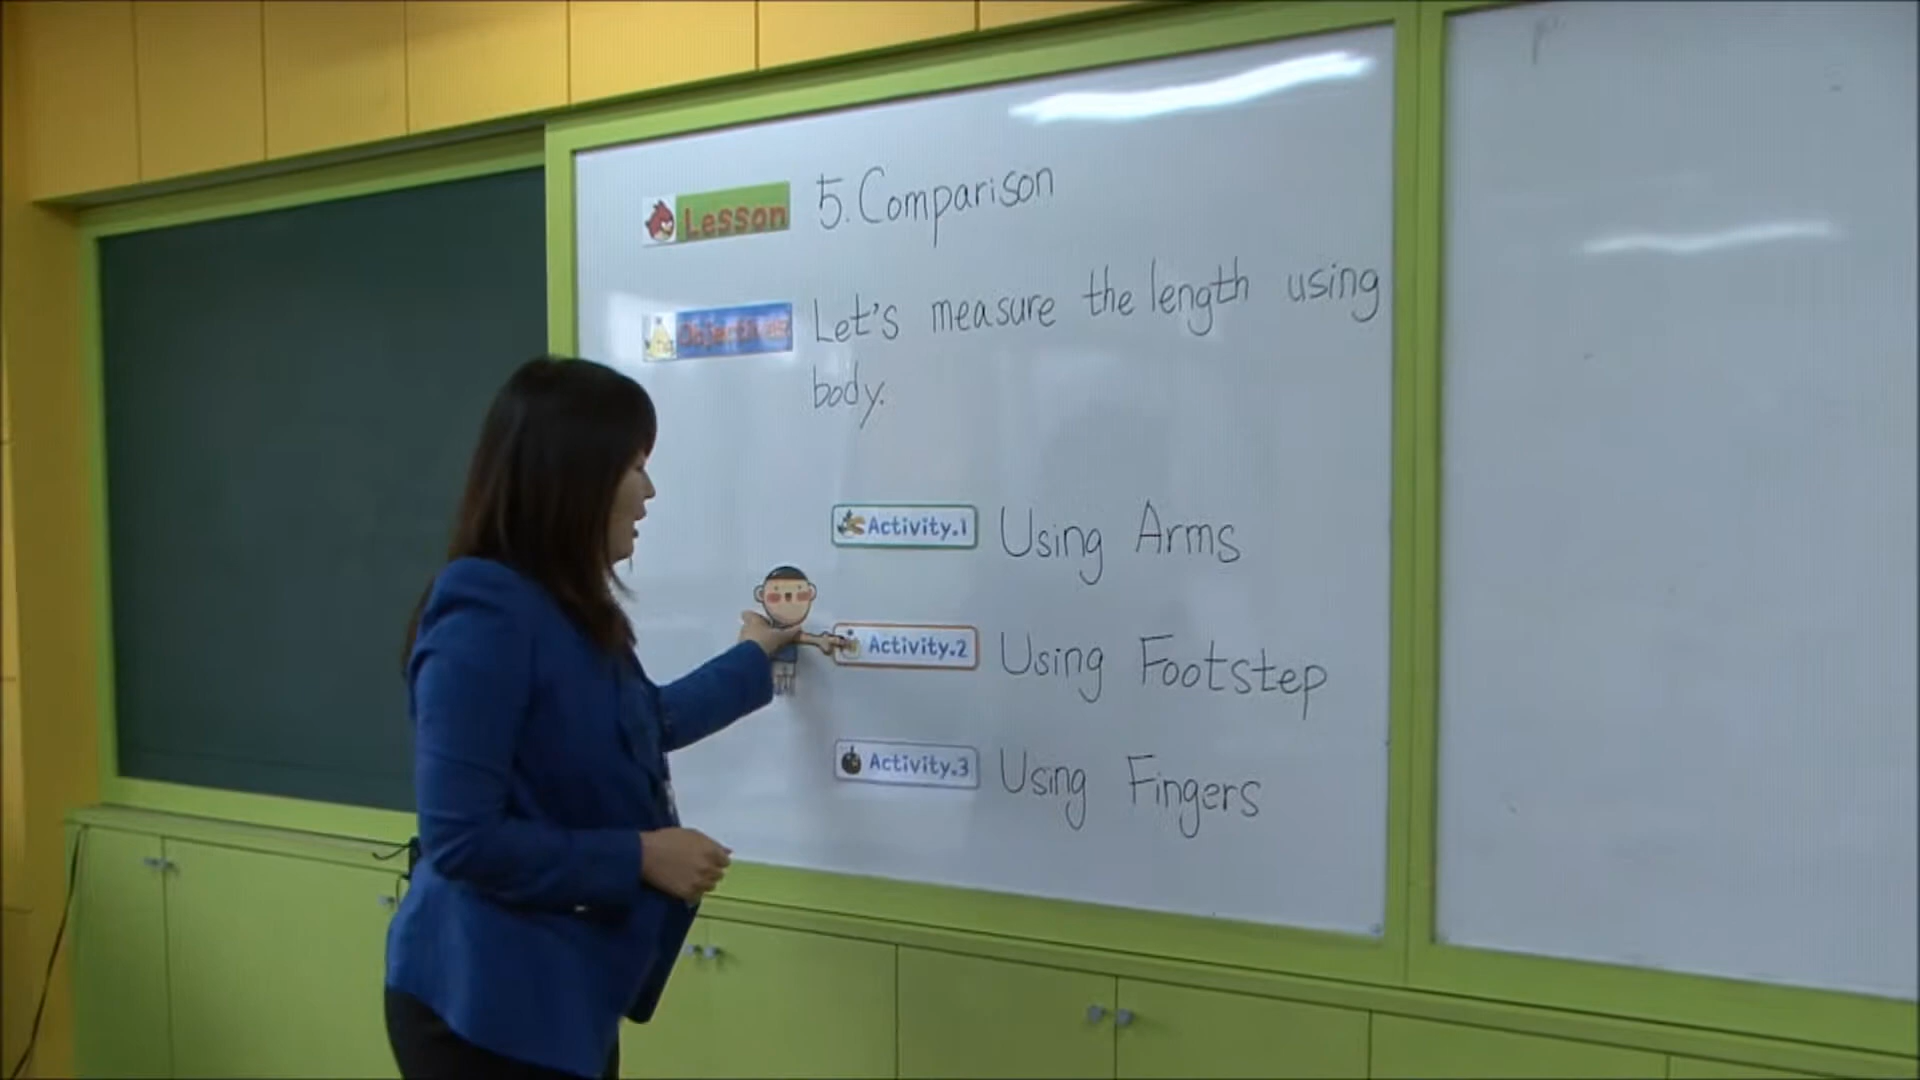 Lesson 5. Comparison
Objectives Let's measure the length using
body.
Activity.1 Using Arms
Activity.2 Using Footstep
Activity.3 Using Fingers